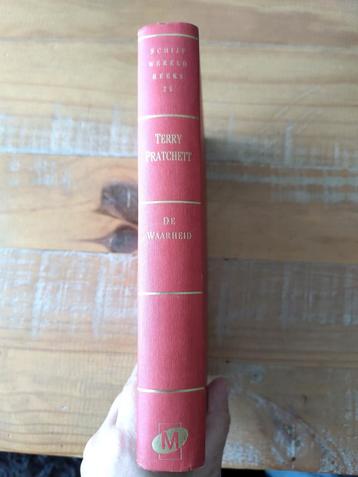 SCHIJF
WERELD
REEKS
25
TERRY
PRATCHETT
DE
WAARHEID
M